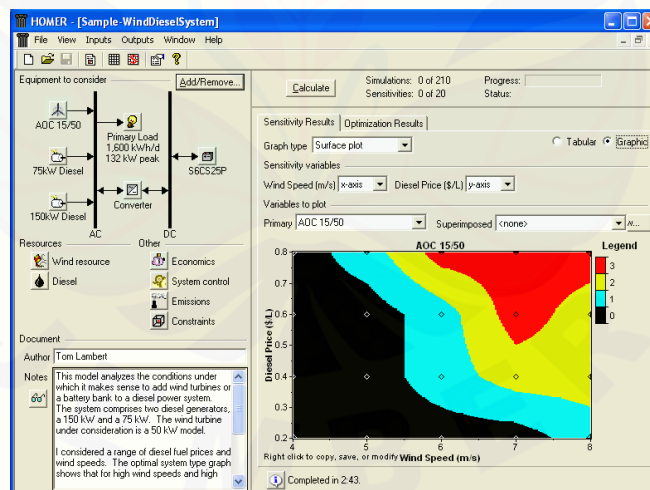 HOMER - [Sample-WindDieselSystem]
File View Inputs Outputs Window Help
Equipment to consider
Add/Remove...
AOC 15/50
Primary Load
1,600 kWh/d
132 kW peak
75kW Diesel
S6CS25P
Converter
150kW Diesel
AC
DC
Resources
Other
Wind resource
Economics
Diesel
System control
Emissions
Constraints
Document
Author Tom Lambert
Notes
This model analyzes the conditions under
which it makes sense to add wind turbines or
a battery bank to a diesel power system.
The system comprises two diesel generators,
a 150 kW and a 75 kW. The wind turbine
under consideration is a 50 kW model.
I considered a range of diesel fuel prices and
wind speeds. The optimal system type graph
shows that for high wind speeds and high
Calculate
Simulations: 0 of 210
Progress:
Sensitivities: 0 of 20
Status:
Sensitivity Results
Optimization Results
Graph type Surface plot
Tabular
Graphic
Sensitivity variables
Wind Speed (m/s) x-axis
Diesel Price ($/L) y-axis
Variables to plot
Primary AOC 15/50
Superimposed <none>
AOC 15/50
Legend
3
2
1
0
Diesel Price ($/L)
0.8
0.6
0.4
0.3
0.2
4 5 6 7 8
Right click to copy, save, or modify
Wind Speed (m/s)
Completed in 2:43.